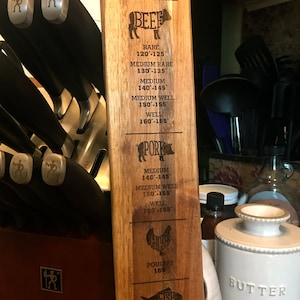 BEEF
RARE
120°-125°
MEDIUM RARE
130°-135°
MEDIUM
140°-145°
MEDIUM WELL
150°-155°
WELL
160°-165°
PORK
MEDIUM
140°-145°
MEDIUM WELL
150°-155°
WELL
POULTRY
165°
BUTTER